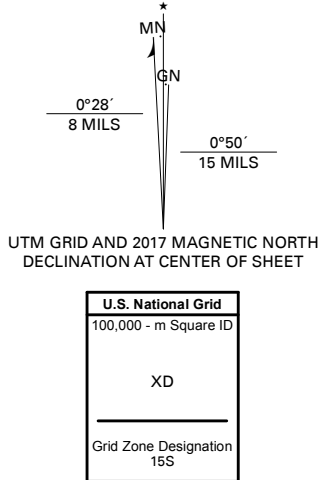 ★
MN
GN
0°28´
8 MILS
0°50´
15 MILS
UTM GRID AND 2017 MAGNETIC NORTH
DECLINATION AT CENTER OF SHEET
U.S. National Grid
100,000 - m Square ID
XD
Grid Zone Designation
15S